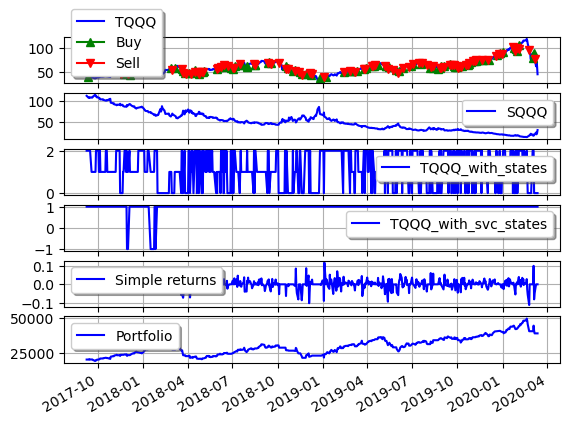 TQQQ
Buy
Sell
100
50
SQQQ
100
50
TQQQ_with_states
2
0
TQQQ_with_svc_states
1
0
−1
Simple returns
0.1
0.0
−0.1
Portfolio
50000
25000
2017-10 2018-01 2018-04 2018-07 2018-10 2019-01 2019-04 2019-07 2019-10 2020-01 2020-04